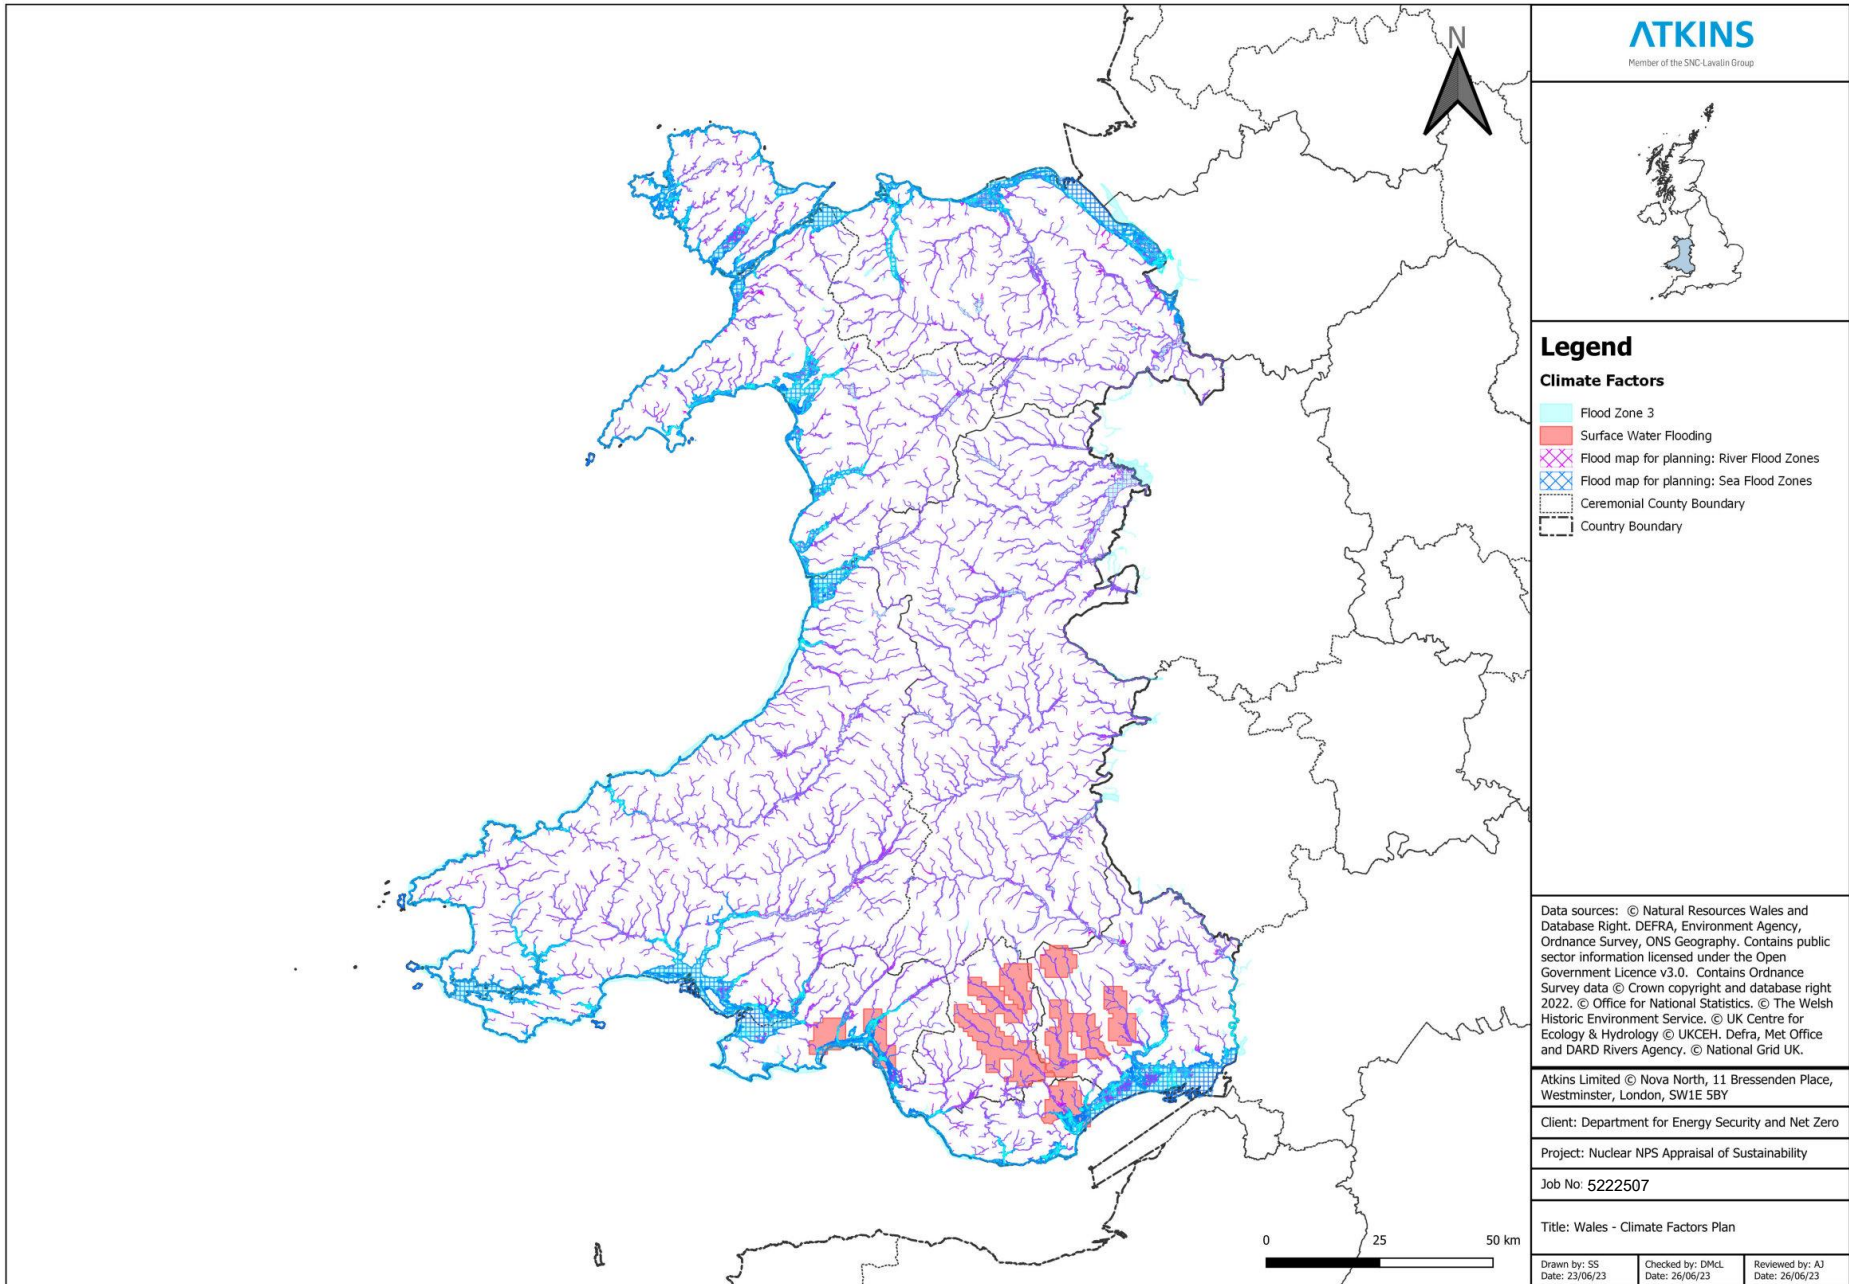 N
0 25 50 km
ATKINS
Member of the SNC-Lavalin Group
Legend
Climate Factors
Flood Zone 3
Surface Water Flooding
Flood map for planning: River Flood Zones
Flood map for planning: Sea Flood Zones
Ceremonial County Boundary
Country Boundary
Data sources: © Natural Resources Wales and
Database Right. DEFRA, Environment Agency,
Ordnance Survey, ONS Geography. Contains public
sector information licensed under the Open
Government Licence v3.0. Contains Ordnance
Survey data © Crown copyright and database right
2022. © Office for National Statistics. © The Welsh
Historic Environment Service. © UK Centre for
Ecology & Hydrology © UKCEH. Defra, Met Office
and DARD Rivers Agency. © National Grid UK.
Atkins Limited © Nova North, 11 Bressenden Place,
Westminster, London, SW1E 5BY
Client: Department for Energy Security and Net Zero
Project: Nuclear NPS Appraisal of Sustainability
Job No: 5222507
Title: Wales - Climate Factors Plan
Drawn by: SS
Date: 23/06/23
Checked by: DMcL
Date: 26/06/23
Reviewed by: AJ
Date: 26/06/23